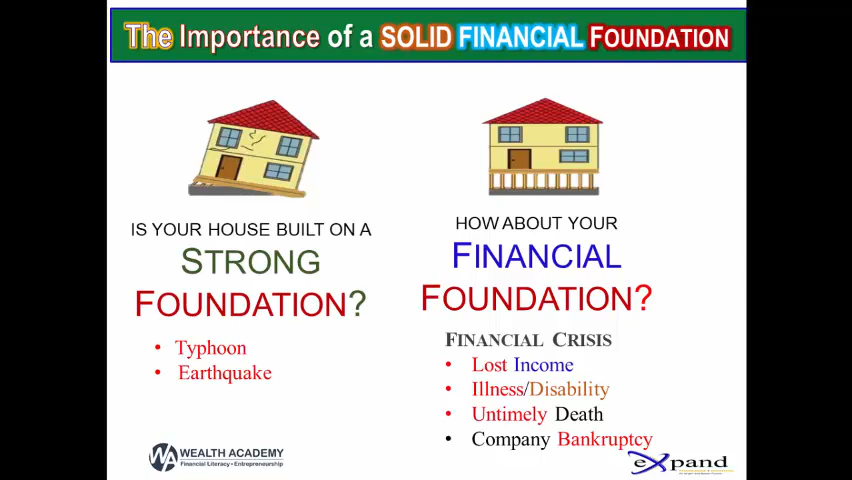 The Importance of a SOLID FINANCIAL FOUNDATION
IS YOUR HOUSE BUILT ON A
STRONG
FOUNDATION?
• Typhoon
• Earthquake
HOW ABOUT YOUR
FINANCIAL
FOUNDATION?
FINANCIAL CRISIS
• Lost Income
• Illness/Disability
• Untimely Death
• Company Bankruptcy
WA WEALTH ACADEMY
Financial Literacy • Entrepreneurship
eXpand